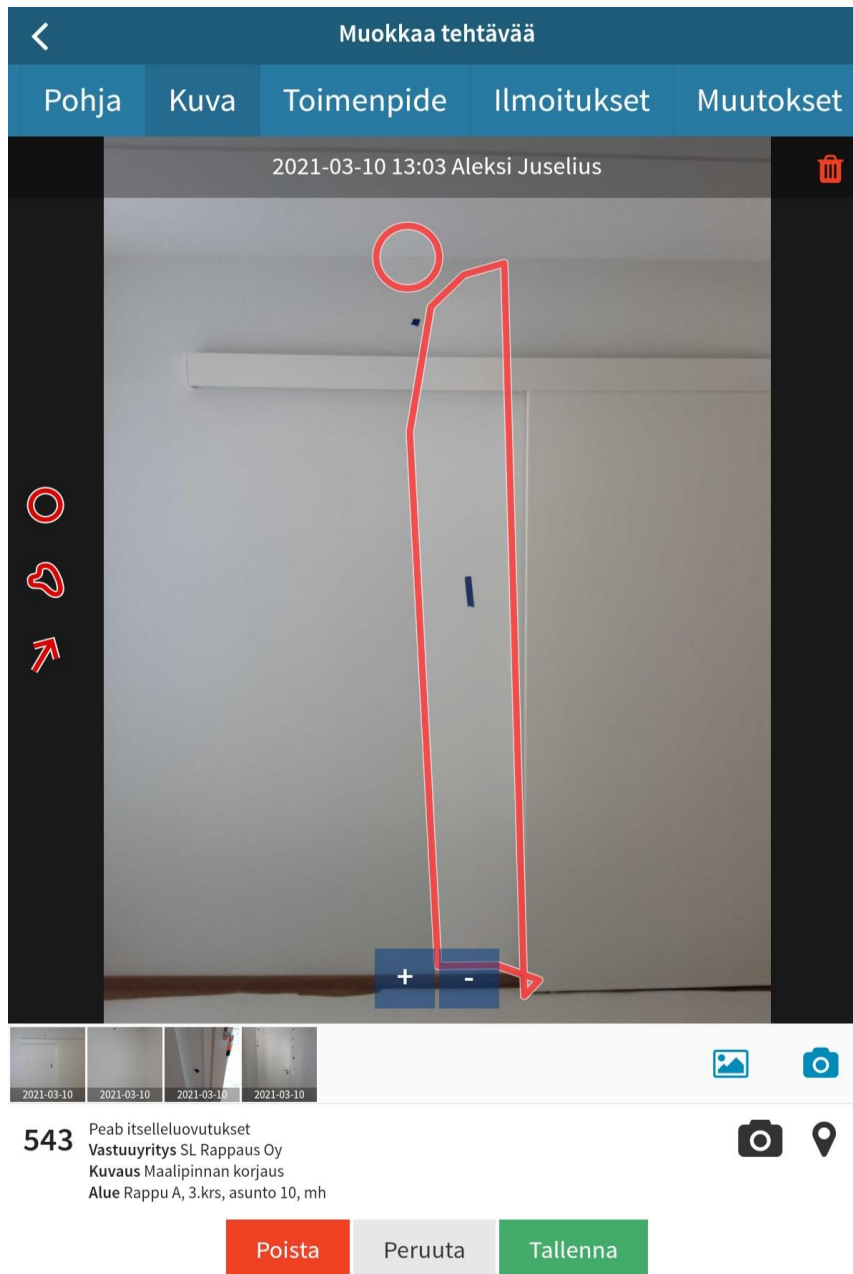 Muokkaa tehtävää
Pohja Kuva Toimenpide Ilmoitukset Muutokset
2021-03-10 13:03 Aleksi Juselius
+ -
2021-03-10 2021-03-10 2021-03-10 2021-03-10
543
Peab itselleluovutukset
Vastuuyritys SL Rappaus Oy
Kuvaus Maalipinnan korjaus
Alue Rappu A, 3.krs, asunto 10, mh
Poista Peruuta Tallenna